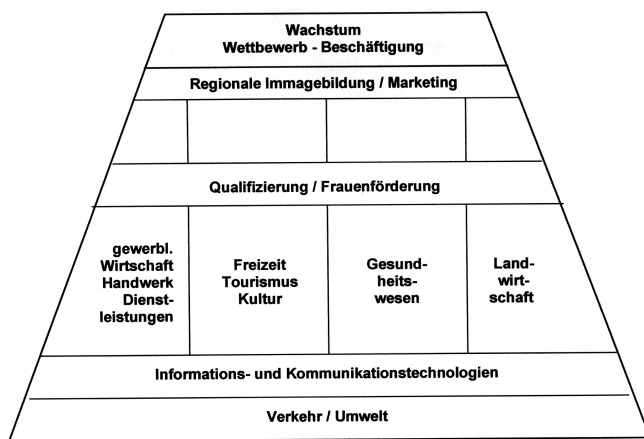 Wachstum
Wettbewerb - Beschäftigung
Regionale Immagebildung / Marketing
Qualifizierung / Frauenförderung
gewerbl.
Wirtschaft
Handwerk
Dienst-
leistungen
Freizeit
Tourismus
Kultur
Gesund-
heits-
wesen
Land-
wirt-
schaft
Informations- und Kommunikationstechnologien
Verkehr / Umwelt